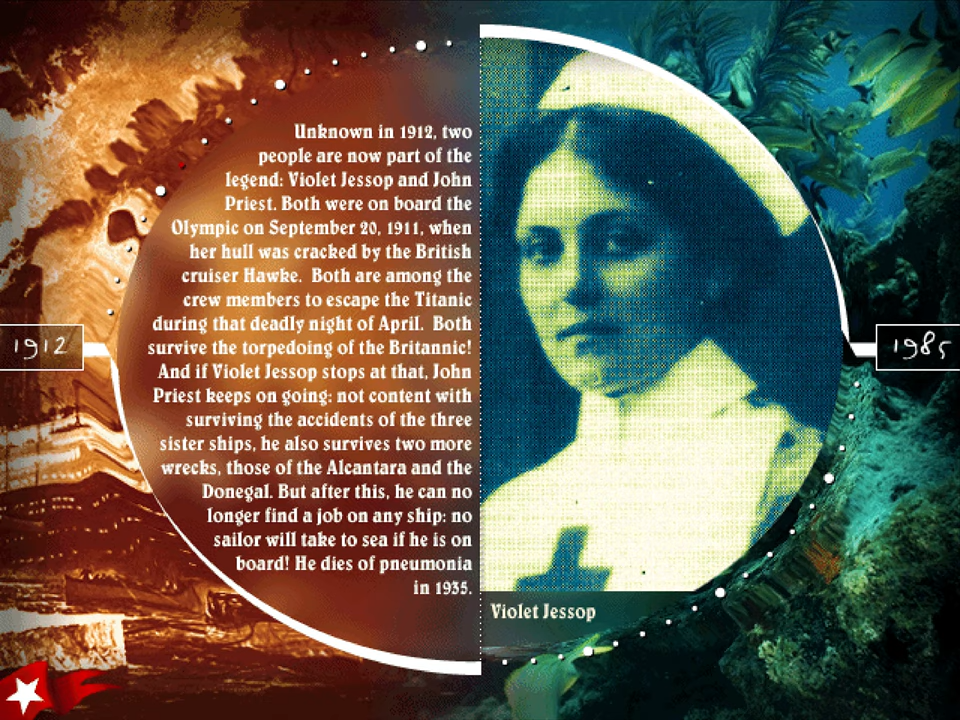 Unknown in 1912, two
people are now part of the
legend: Violet Jessop and John
Priest. Both were on board the
Olympic on September 20, 1911, when
her hull was cracked by the British
cruiser Hawke.  Both are among the
crew members to escape the Titanic
during that deadly night of April.  Both
survive the torpedoing of the Britannic!
And if Violet Jessop stops at that, John
Priest keeps on going: not content with
surviving the accidents of the three
sister ships, he also survives two more
wrecks, those of the Alcantara and the
Donegal. But after this, he can no
longer find a job on any ship: no
sailor will take to sea if he is on
board! He dies of pneumonia
in 1935.
1912
1985
Violet Jessop